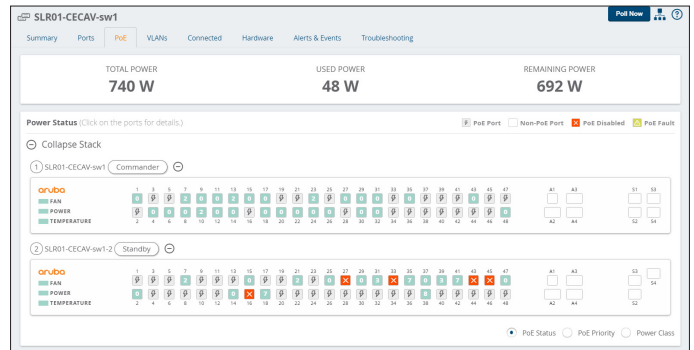 SLR01-CECAV-sw1
Poll Now
Summary Ports PoE VLANs Connected Hardware Alerts & Events Troubleshooting
TOTAL POWER USED POWER REMAINING POWER
740 W 48 W 692 W
Power Status (Click on the ports for details.) PoE Port Non-PoE Port PoE Disabled PoE Fault
Collapse Stack
1 SLR01-CECAV-sw1 Commander
aruba 1 3 5 7 9 11 13 15 17 19 21 23 25 27 29 31 33 35 37 39 41 43 45 47 A1 A3 S1 S3
FAN
POWER
TEMPERATURE 2 4 6 8 10 12 14 16 18 20 22 24 26 28 30 32 34 36 38 40 42 44 46 48 A2 A4 S2 S4
2 SLR01-CECAV-sw1-2 Standby
aruba 1 3 5 7 9 11 13 15 17 19 21 23 25 27 29 31 33 35 37 39 41 43 45 47 A1 A3 S3
FAN S4
POWER
TEMPERATURE 2 4 6 8 10 12 14 16 18 20 22 24 26 28 30 32 34 36 38 40 42 44 46 48 A2 A4 S2
PoE Status PoE Priority Power Class